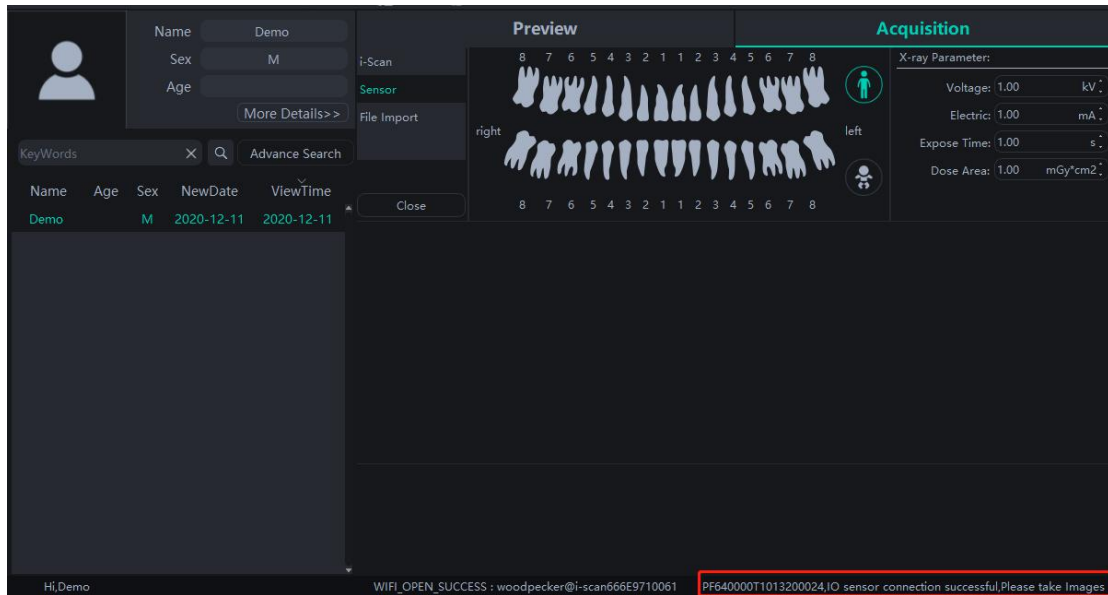 Name Demo
Sex M
Age
More Details>>
KeyWords X Advance Search
Name Age Sex NewDate ViewTime
Demo M 2020-12-11 2020-12-11
Preview
Acquisition
i-Scan
Sensor
File Import
Close
8 7 6 5 4 3 2 1 1 2 3 4 5 6 7 8
right left
8 7 6 5 4 3 2 1 1 2 3 4 5 6 7 8
X-ray Parameter:
Voltage: 1.00 kV
Electric: 1.00 mA
Expose Time: 1.00 s
Dose Area: 1.00 mGy*cm2
Hi,Demo
WIFI_OPEN_SUCCESS : woodpecker@i-scan666E9710061
PF640000T1013200024,IO sensor connection successful,Please take Images